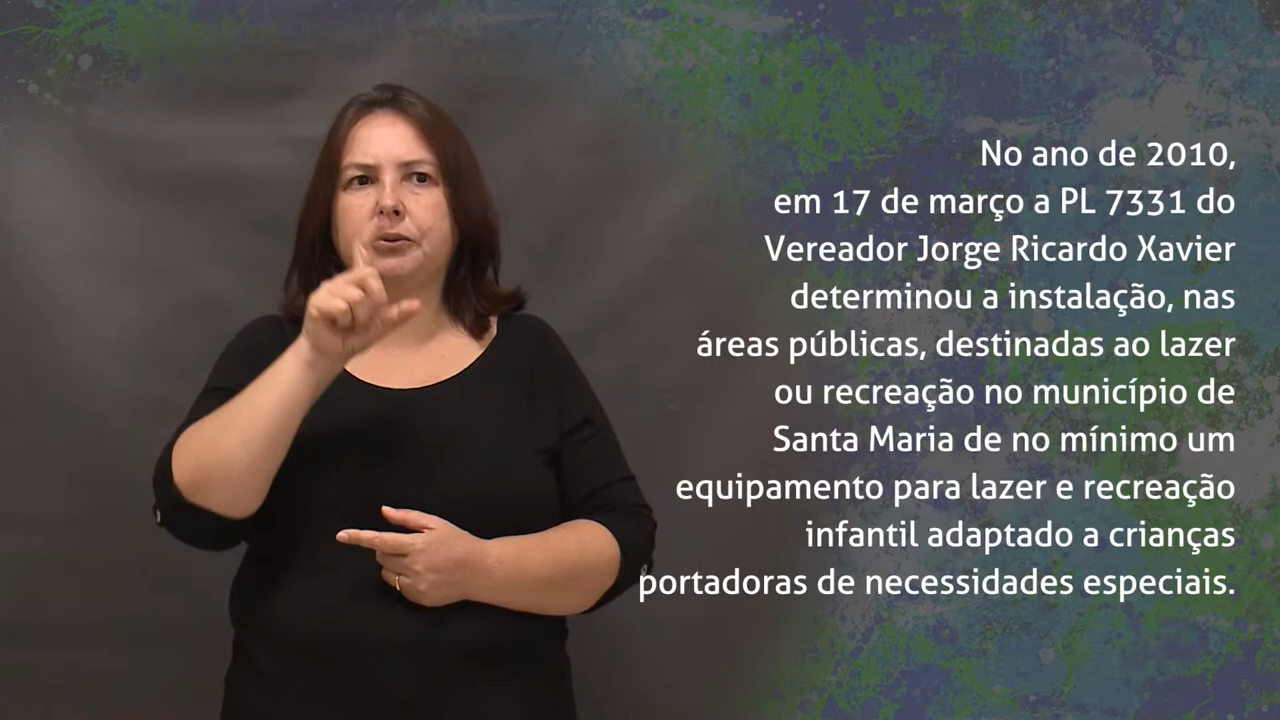 No ano de 2010,
em 17 de março a PL 7331 do
Vereador Jorge Ricardo Xavier
determinou a instalação, nas
áreas públicas, destinadas ao lazer
ou recreação no município de
Santa Maria de no mínimo um
equipamento para lazer e recreação
infantil adaptado a crianças
portadoras de necessidades especiais.